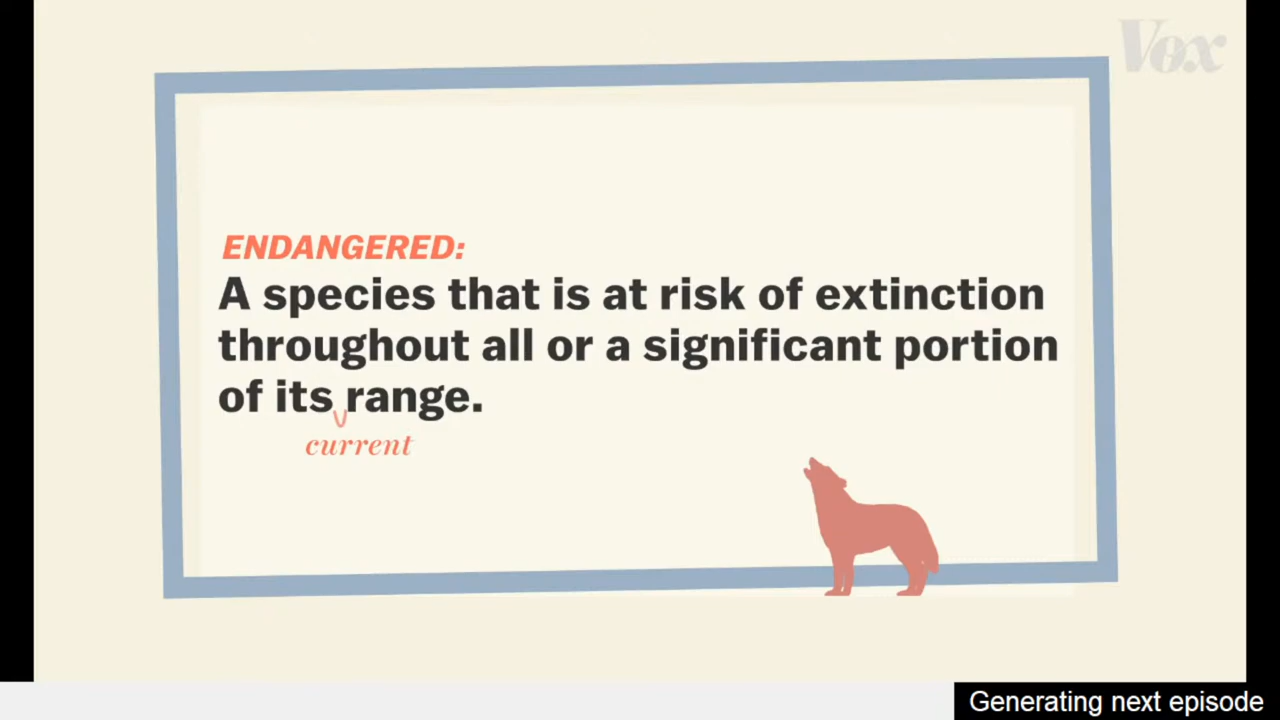 Vox
ENDANGERED:
A species that is at risk of extinction
throughout all or a significant portion
of its range.
current
Generating next episode